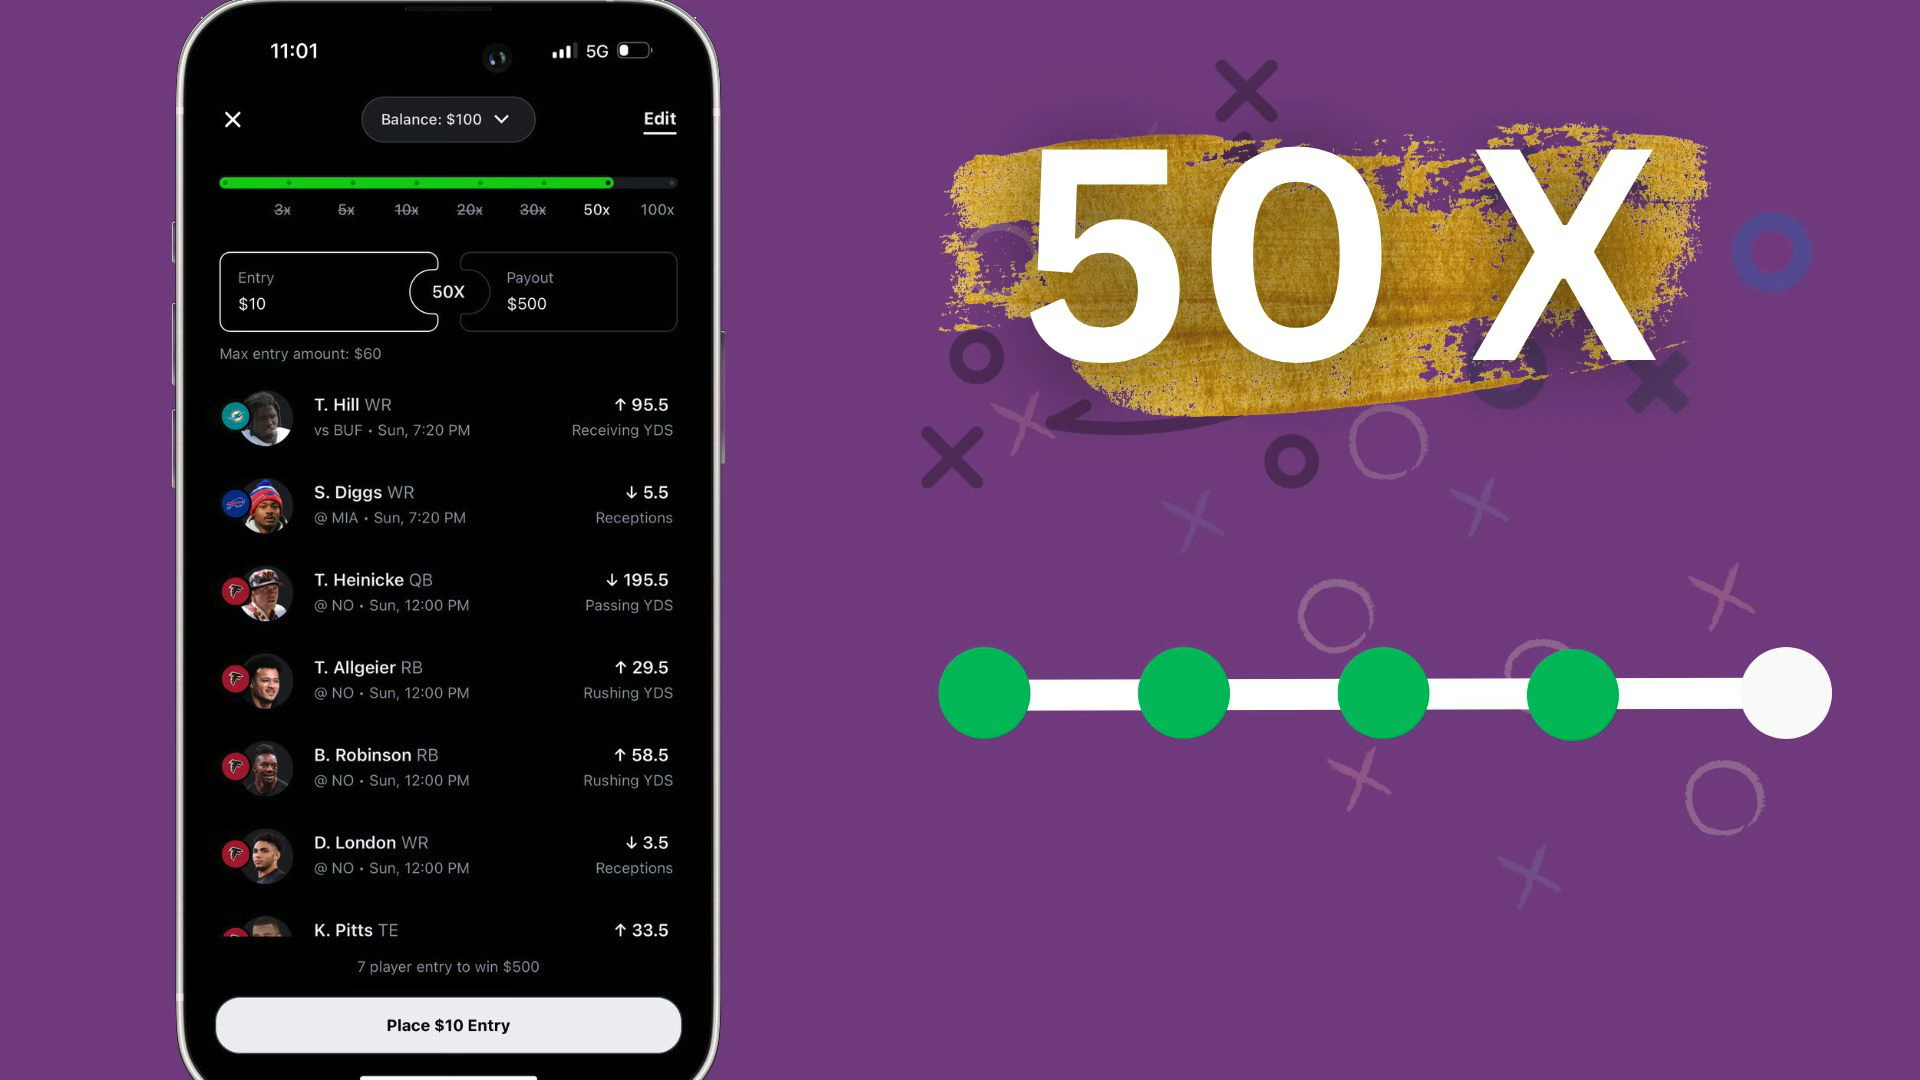 11:01 5G
Balance: $100
Edit
3x 5x 10x 20x 30x 50x 100x
Entry
$10
50X
Payout
$500
Max entry amount: $60
T. Hill WR ↑ 95.5
vs BUF • Sun, 7:20 PM Receiving YDS
S. Diggs WR ↓ 5.5
@ MIA • Sun, 7:20 PM Receptions
T. Heinicke QB ↓ 195.5
@ NO • Sun, 12:00 PM Passing YDS
T. Allgeier RB ↑ 29.5
@ NO • Sun, 12:00 PM Rushing YDS
B. Robinson RB ↑ 58.5
@ NO • Sun, 12:00 PM Rushing YDS
D. London WR ↓ 3.5
@ NO • Sun, 12:00 PM Receptions
K. Pitts TE ↑ 33.5
7 player entry to win $500
Place $10 Entry
50 X